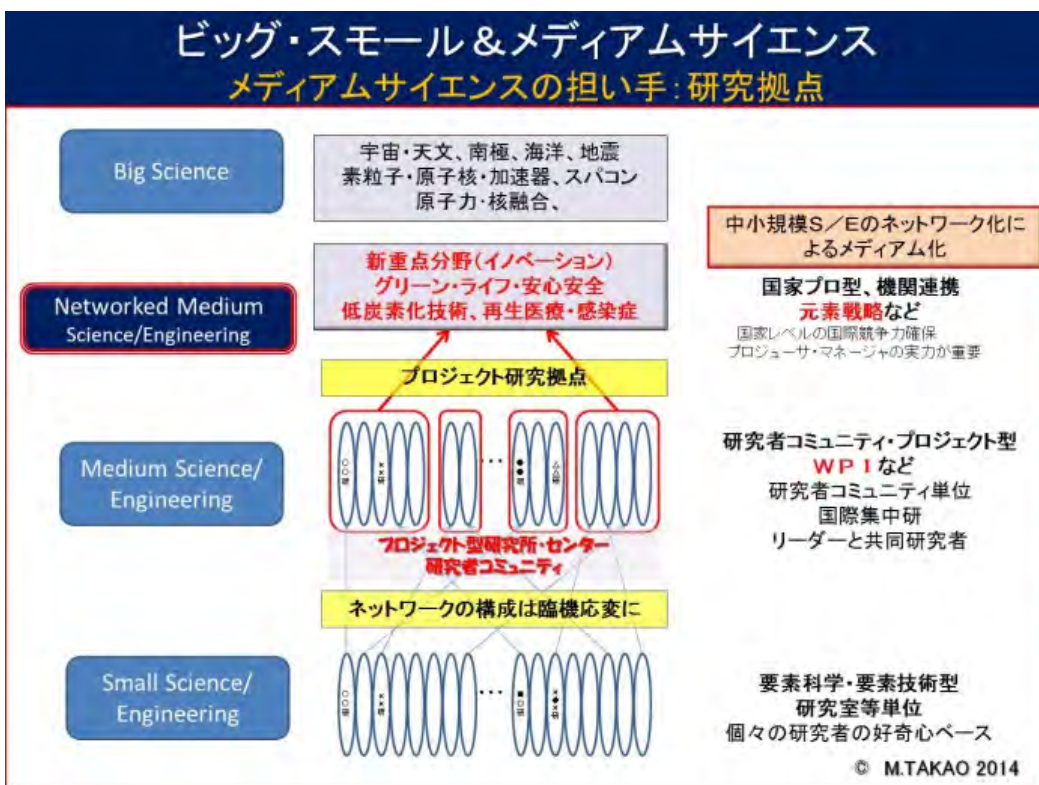 ビッグ・スモール＆メディアムサイエンス
メディアムサイエンスの担い手：研究拠点
Big Science
宇宙・天文、南極、海洋、地震
素粒子・原子核・加速器、スパコン
原子力・核融合、
中小規模S／Eのネットワーク化に
よるメディアム化
Networked Medium
Science/Engineering
新重点分野（イノベーション）
グリーン・ライフ・安心安全
低炭素化技術、再生医療・感染症
国家プロ型、機関連携
元素戦略など
国家レベルの国際競争力確保
プロジューサ・マネージャの実力が重要
プロジェクト研究拠点
Medium Science/
Engineering
…
プロジェクト型研究所・センター
研究者コミュニティ
研究者コミュニティ・プロジェクト型
WPIなど
研究者コミュニティ単位
国際集中研
リーダーと共同研究者
ネットワークの構成は臨機応変に
Small Science/
Engineering
…
要素科学・要素技術型
研究室等単位
個々の研究者の好奇心ベース
© M.TAKAO 2014